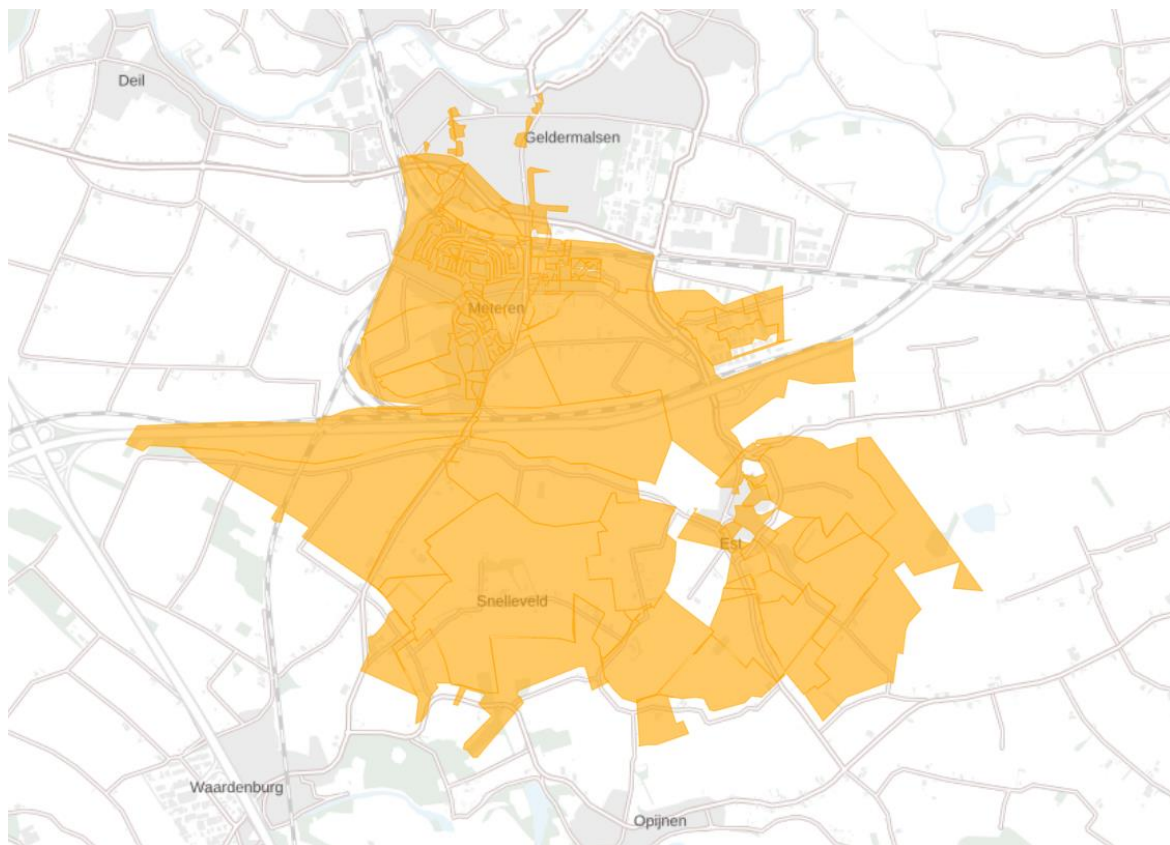 Deil
Geldermalsen
Meteren
Est
Snelleveld
Waardenburg
Opijnen